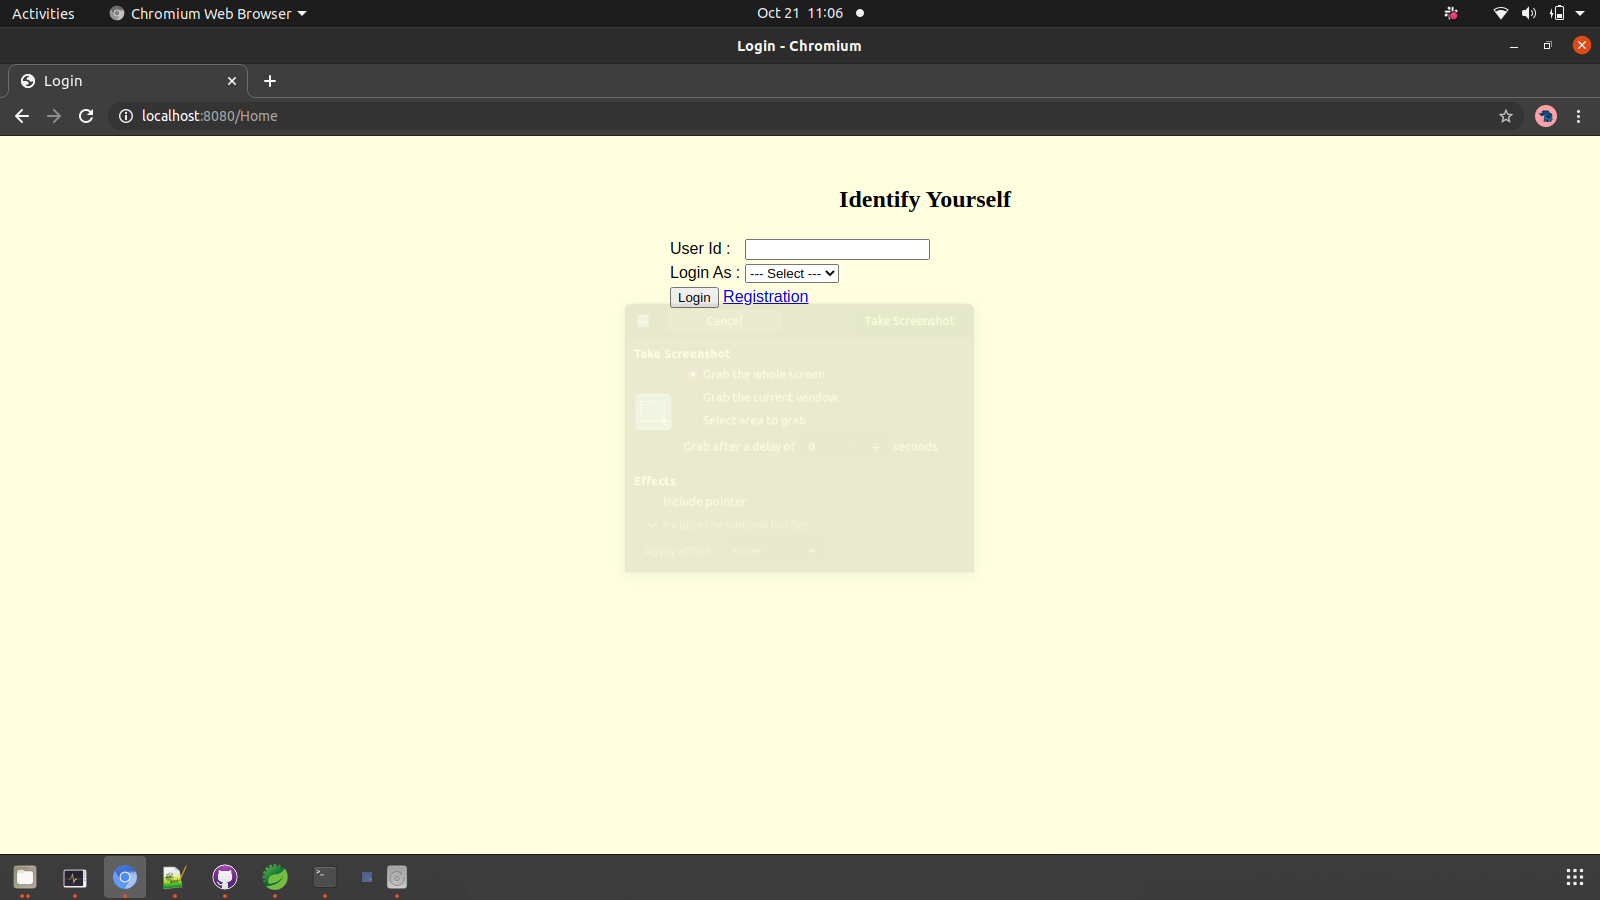 Activities Chromium Web Browser Oct 21 11:06
Login - Chromium
Login
localhost:8080/Home
Identify Yourself
User Id :
Login As : --- Select ---
Login Registration
Cancel Take Screenshot
Take Screenshot
Grab the whole screen
Grab the current window
Select area to grab
Grab after a delay of 0 + seconds
Effects
Include pointer
Include the window border
Apply effect: None